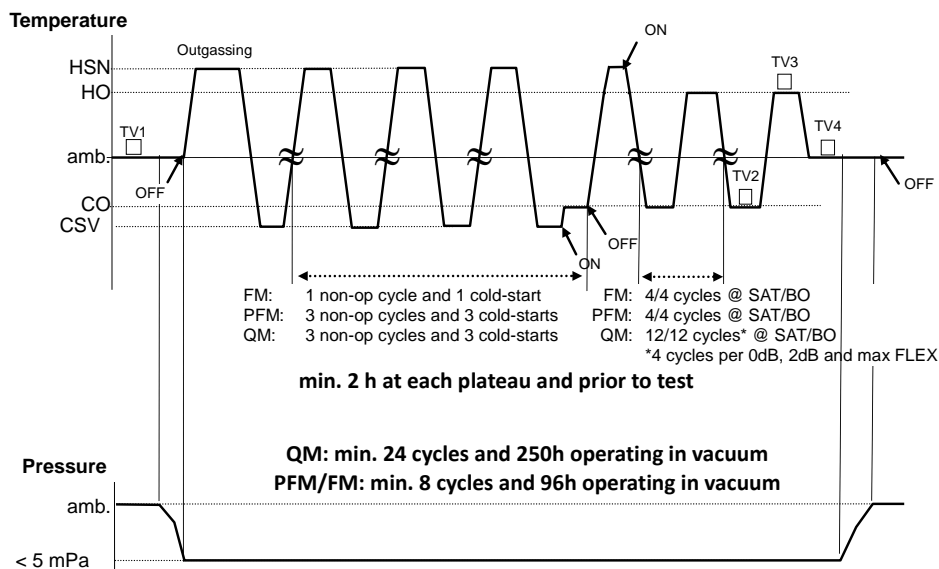 Temperature
ON
Outgassing
HSN
TV3
HO
TV1
TV4
amb.
TV2
OFF
OFF
CO
CSV
OFF
ON
FM: 1 non-op cycle and 1 cold-start
PFM: 3 non-op cycles and 3 cold-starts
QM: 3 non-op cycles and 3 cold-starts
FM: 4/4 cycles @ SAT/BO
PFM: 4/4 cycles @ SAT/BO
QM: 12/12 cycles* @ SAT/BO
*4 cycles per 0dB, 2dB and max FLEX
min. 2 h at each plateau and prior to test
QM: min. 24 cycles and 250h operating in vacuum
PFM/FM: min. 8 cycles and 96h operating in vacuum
Pressure
amb.
< 5 mPa